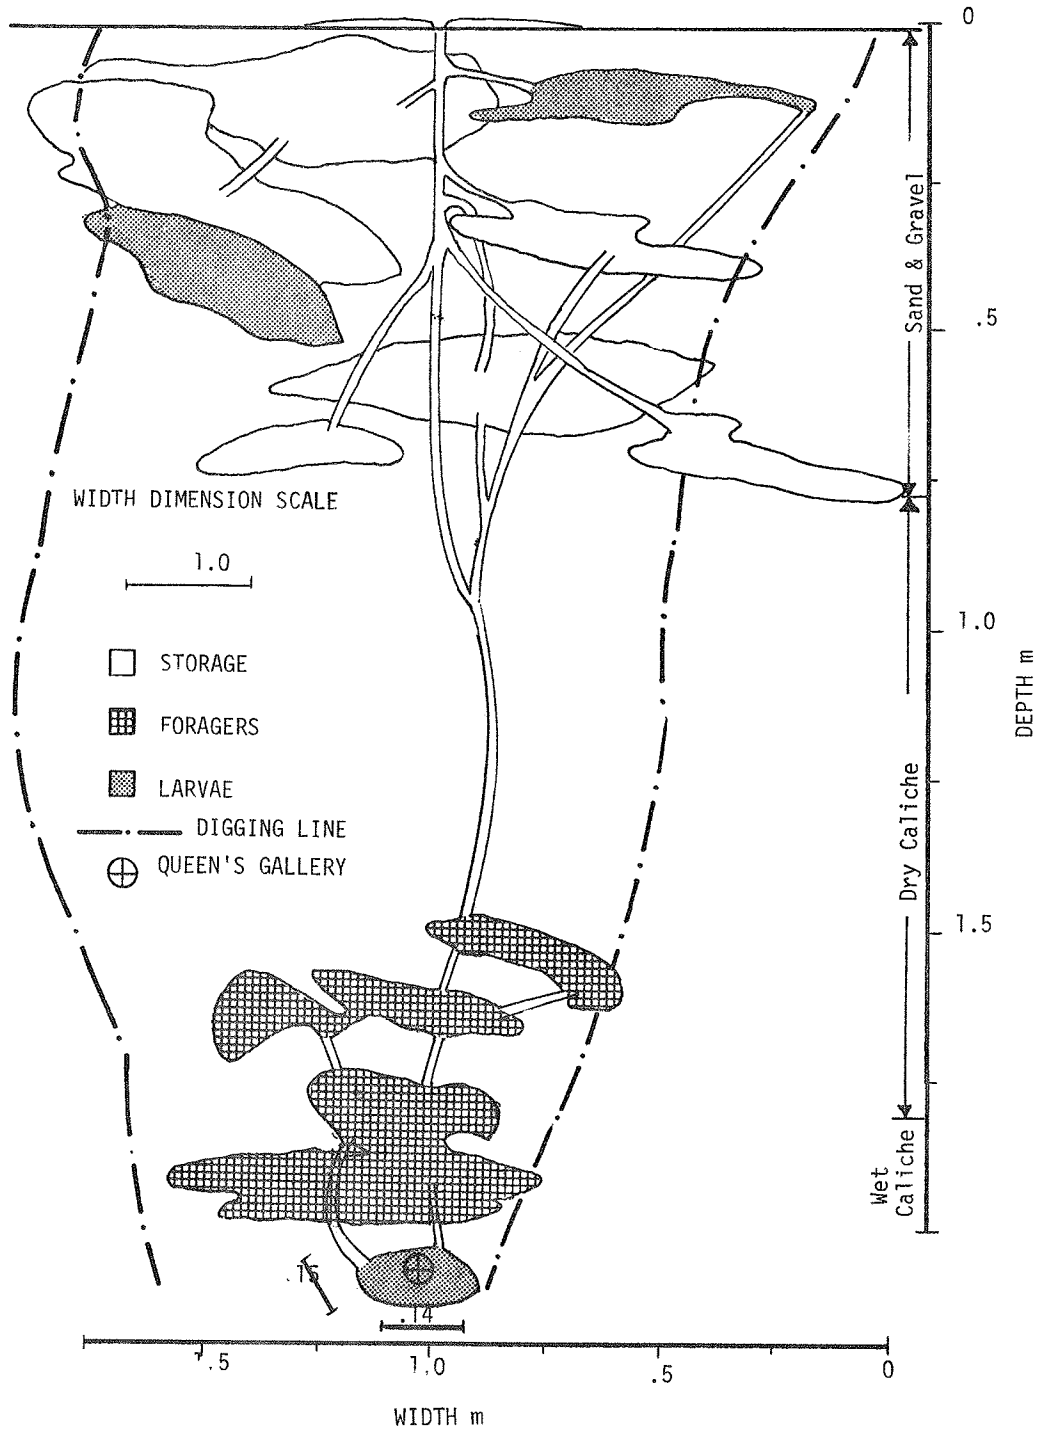 0
Sand & Gravel
.5
WIDTH DIMENSION SCALE
1.0
STORAGE
FORAGERS
LARVAE
DIGGING LINE
QUEEN'S GALLERY
1.0
DEPTH m
Dry Caliche
1.5
Wet
Caliche
.15
.14
1.5
1.0
.5
0
WIDTH m